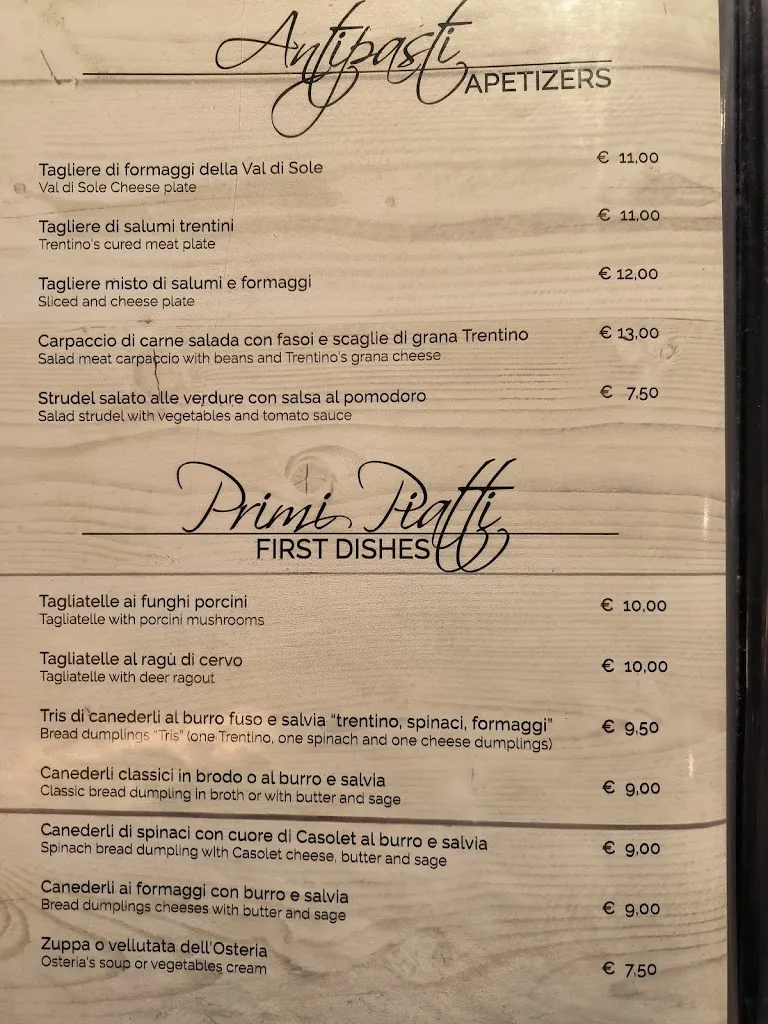 Antipasti
APETIZERS
Tagliere di formaggi della Val di Sole € 11,00
Val di Sole Cheese plate
Tagliere di salumi trentini € 11,00
Trentino's cured meat plate
Tagliere misto di salumi e formaggi € 12,00
Sliced and cheese plate
Carpaccio di carne salada con fasoi e scaglie di grana Trentino € 13,00
Salad meat carpaccio with beans and Trentino's grana cheese
Strudel salato alle verdure con salsa al pomodoro € 7,50
Salad strudel with vegetables and tomato sauce
Primi Piatti
FIRST DISHES
Tagliatelle ai funghi porcini € 10,00
Tagliatelle with porcini mushrooms
Tagliatelle al ragù di cervo € 10,00
Tagliatelle with deer ragout
Tris di canederli al burro fuso e salvia "trentino, spinaci, formaggi" € 9,50
Bread dumplings "Tris" (one Trentino, one spinach and one cheese dumplings)
Canederli classici in brodo o al burro e salvia € 9,00
Classic bread dumpling in broth or with butter and sage
Canederli di spinaci con cuore di Casolet al burro e salvia € 9,00
Spinach bread dumpling with Casolet cheese, butter and sage
Canederli ai formaggi con burro e salvia € 9,00
Bread dumplings cheeses with butter and sage
Zuppa o vellutata dell'Osteria € 7,50
Osteria's soup or vegetables cream